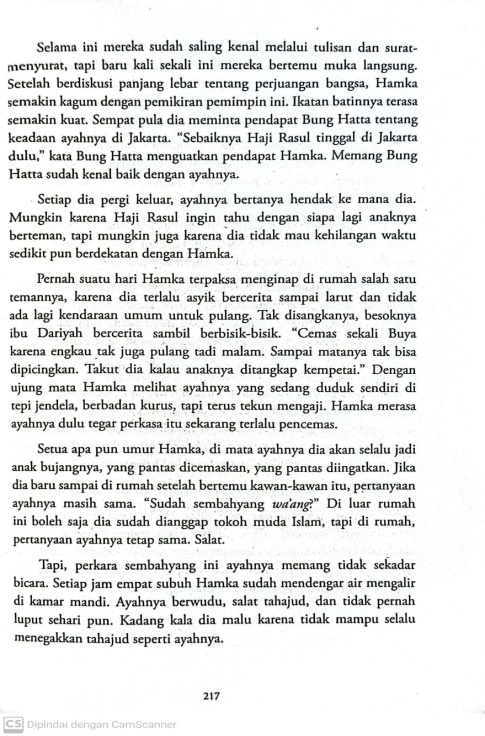 Selama ini mereka sudah saling kenal melalui tulisan dan surat-
menyurat, tapi baru kali sekali ini mereka bertemu muka langsung.
Setelah berdiskusi panjang lebar tentang perjuangan bangsa, Hamka
semakin kagum dengan pemikiran pemimpin ini. Ikatan batinnya terasa
semakin kuat. Sempat pula dia meminta pendapat Bung Hatta tentang
keadaan ayahnya di Jakarta. “Sebaiknya Haji Rasul tinggal di Jakarta
dulu,” kata Bung Hatta menguatkan pendapat Hamka. Memang Bung
Hatta sudah kenal baik dengan ayahnya.
Setiap dia pergi keluar, ayahnya bertanya hendak ke mana dia.
Mungkin karena Haji Rasul ingin tahu dengan siapa lagi anaknya
berteman, tapi mungkin juga karena dia tidak mau kehilangan waktu
sedikit pun berdekatan dengan Hamka.
Pernah suatu hari Hamka terpaksa menginap di rumah salah satu
temannya, karena dia terlalu asyik bercerita sampai larut dan tidak
ada lagi kendaraan umum untuk pulang. Tak disangkanya, besoknya
ibu Dariyah bercerita sambil berbisik-bisik. “Cemas sekali Buya
karena engkau tak juga pulang tadi malam. Sampai matanya tak bisa
dipicingkan. Takut dia kalau anaknya ditangkap kempetai.” Dengan
ujung mata Hamka melihat ayahnya yang sedang duduk sendiri di
tepi jendela, berbadan kurus, tapi terus tekun mengaji. Hamka merasa
ayahnya dulu tegar perkasa itu sekarang terlalu pencemas.
Setua apa pun umur Hamka, di mata ayahnya dia akan selalu jadi
anak bujangnya, yang pantas dicemaskan, yang pantas diingatkan. Jika
dia baru sampai di rumah setelah bertemu kawan-kawan itu, pertanyaan
ayahnya masih sama. “Sudah sembahyang wa’ang?” Di luar rumah
ini boleh saja dia sudah dianggap tokoh muda Islam, tapi di rumah,
pertanyaan ayahnya tetap sama. Salat.
Tapi, perkara sembahyang ini ayahnya memang tidak sekadar
bicara. Setiap jam empat subuh Hamka sudah mendengar air mengalir
di kamar mandi. Ayahnya berwudu, salat tahajud, dan tidak pernah
luput sehari pun. Kadang kala dia malu karena tidak mampu selalu
menegakkan tahajud seperti ayahnya.
217
CS Dipindai dengan CamScanner